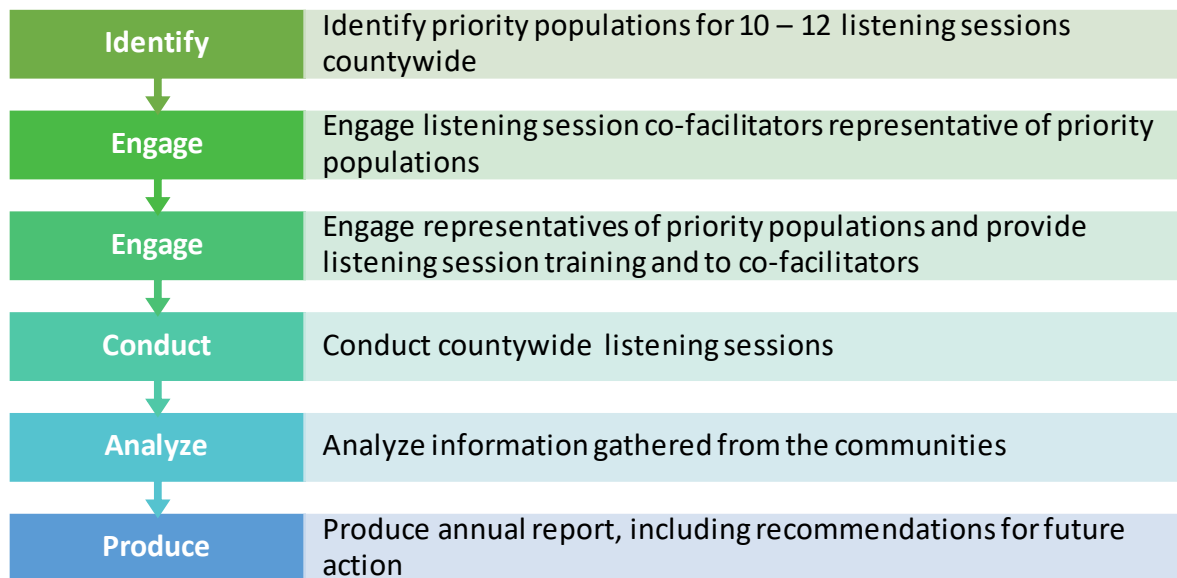 Identify
Identify priority populations for 10 – 12 listening sessions
countywide
Engage
Engage listening session co-facilitators representative of priority
populations
Engage
Engage representatives of priority populations and provide
listening session training and to co-facilitators
Conduct
Conduct countywide listening sessions
Analyze
Analyze information gathered from the communities
Produce
Produce annual report, including recommendations for future
action